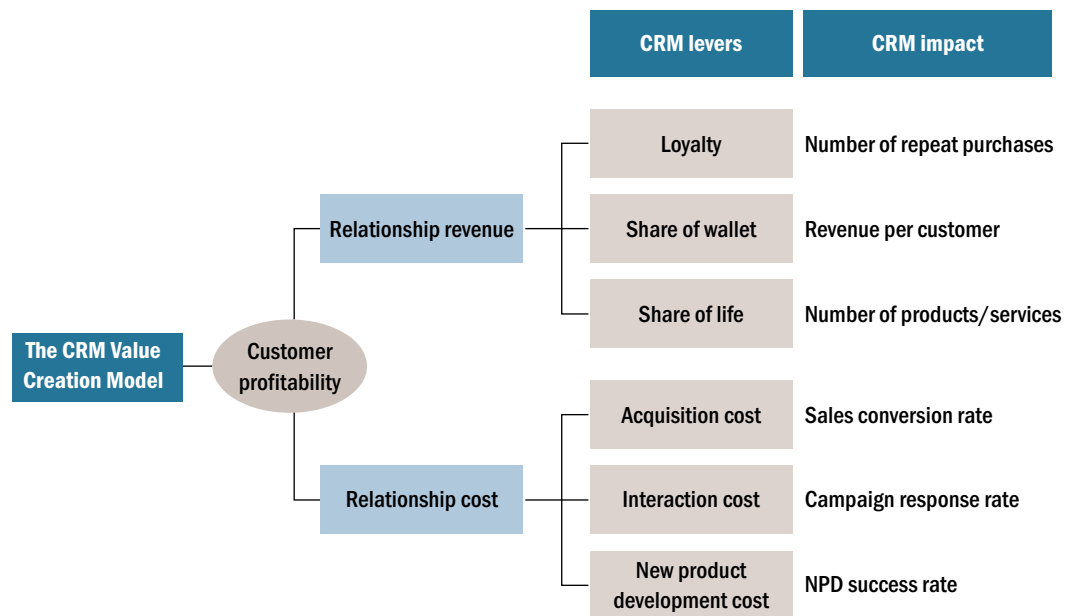 CRM levers
CRM impact
Loyalty
Number of repeat purchases
Relationship revenue
Share of wallet
Revenue per customer
Share of life
Number of products/services
The CRM Value
Creation Model
Customer
profitability
Acquisition cost
Sales conversion rate
Relationship cost
Interaction cost
Campaign response rate
New product
development cost
NPD success rate